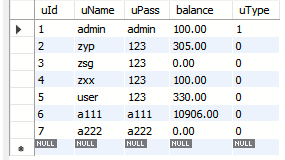 uId uName uPass balance uType
1 admin admin 100.00 1
2 zyp 123 305.00 0
3 zsg 123 0.00 0
4 zxx 123 100.00 0
5 user 123 330.00 0
6 a111 a111 10906.00 0
7 a222 a222 0.00 0
NULL NULL NULL NULL NULL